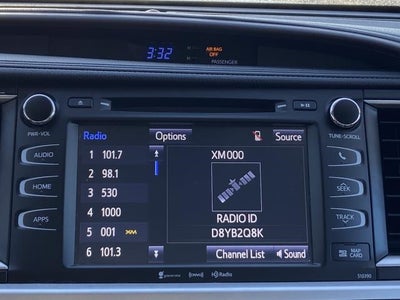 3:32
AIR BAG
OFF
PASSENGER
PWR•VOL
TUNE•SCROLL
Radio
Options
Source
1 101.7
2 98.1
3 530
4 1000
5 001 XM
6 101.3
XM000
RADIO ID
D8YB2Q8K
Channel List
Sound
AUDIO
HOME
APPS
SEEK
TRACK
HD Radio
MAP
CARD
510390